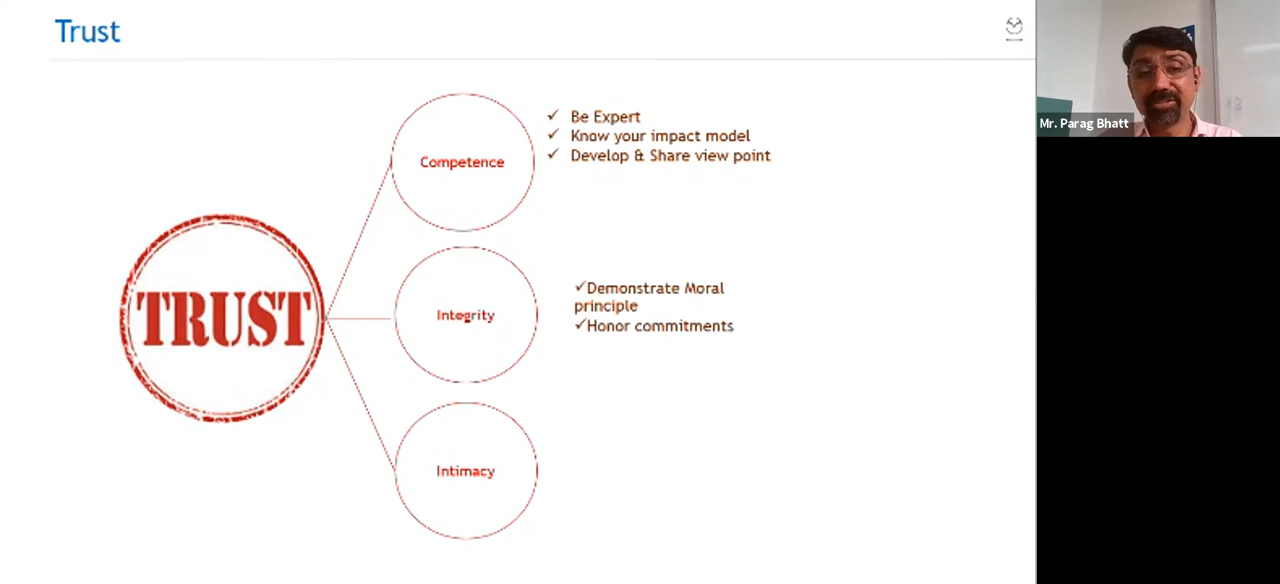 Trust
Mr. Parag Bhatt
Competence
✓ Be Expert
✓ Know your impact model
✓ Develop & Share view point
TRUST
Integrity
✓Demonstrate Moral
principle
✓Honor commitments
Intimacy